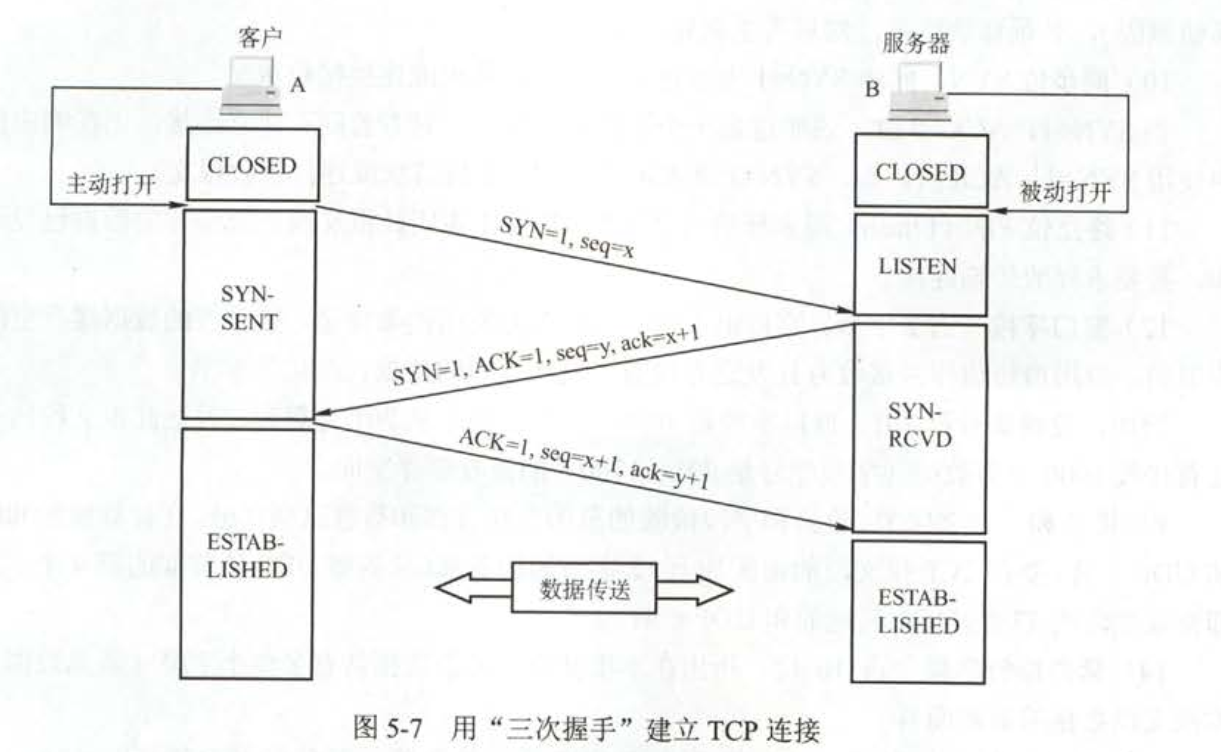 客户
A
服务器
B
CLOSED
CLOSED
主动打开
被动打开
SYN=1, seq=x
LISTEN
SYN-
SENT
SYN=1, ACK=1, seq=y, ack=x+1
SYN-
RCVD
ACK=1, seq=x+1, ack=y+1
ESTAB-
LISHED
数据传送
ESTAB-
LISHED
图 5-7 用“三次握手”建立 TCP 连接